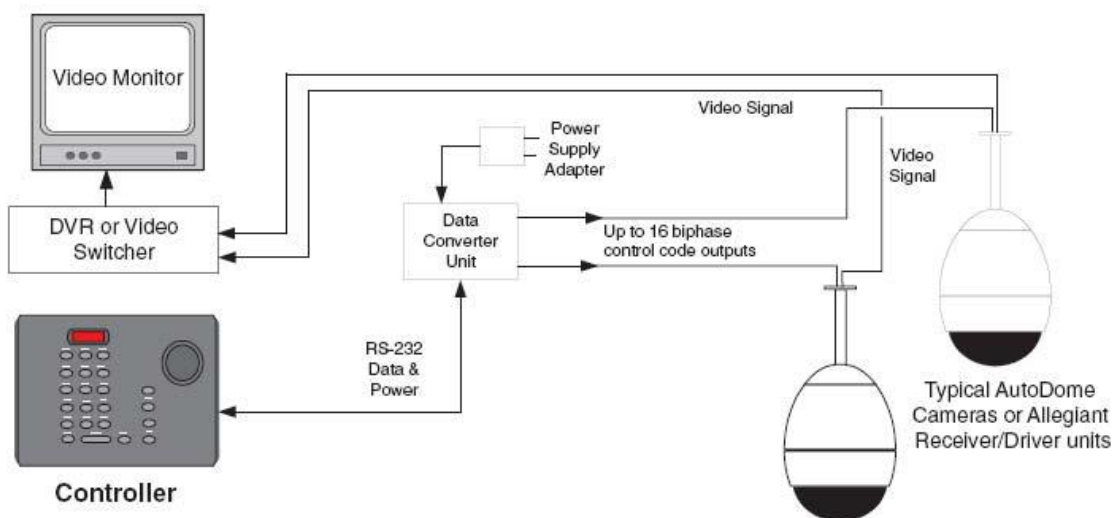 Video Monitor
DVR or Video
Switcher
Power
Supply
Adapter
Data
Converter
Unit
Video Signal
Video
Signal
Up to 16 biphase
control code outputs
RS-232
Data &
Power
Controller
Typical AutoDome
Cameras or Allegiant
Receiver/Driver units